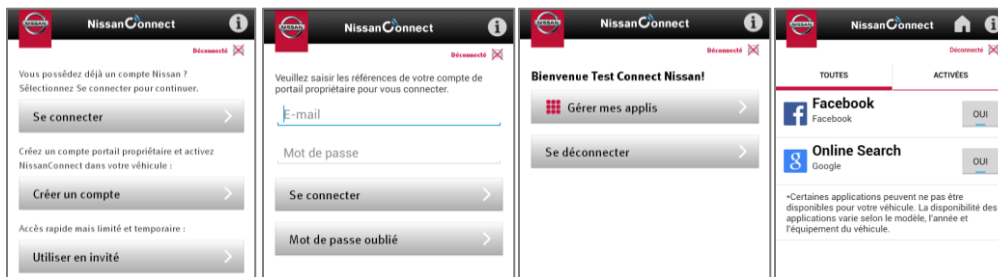 NISSAN
NissanConnect
i
Déconnecté
Vous possédez déjà un compte Nissan ?
Sélectionnez Se connecter pour continuer.
Se connecter
Créez un compte portail propriétaire et activez
NissanConnect dans votre véhicule :
Créer un compte
Accès rapide mais limité et temporaire :
Utiliser en invité
NISSAN
NissanConnect
i
Déconnecté
Veuillez saisir les références de votre compte de
portail propriétaire pour vous connecter.
E-mail
Mot de passe
Se connecter
Mot de passe oublié
NISSAN
NissanConnect
i
Déconnecté
Bienvenue Test Connect Nissan!
Gérer mes applis
Se déconnecter
NISSAN
NissanConnect
i
Déconnecté
TOUTES
ACTIVÉES
f
Facebook
Facebook
OUI
8
Online Search
Google
OUI
•Certaines applications peuvent ne pas être
disponibles pour votre véhicule. La disponibilité des
applications varie selon le modèle, l'année et
l'équipement du véhicule.